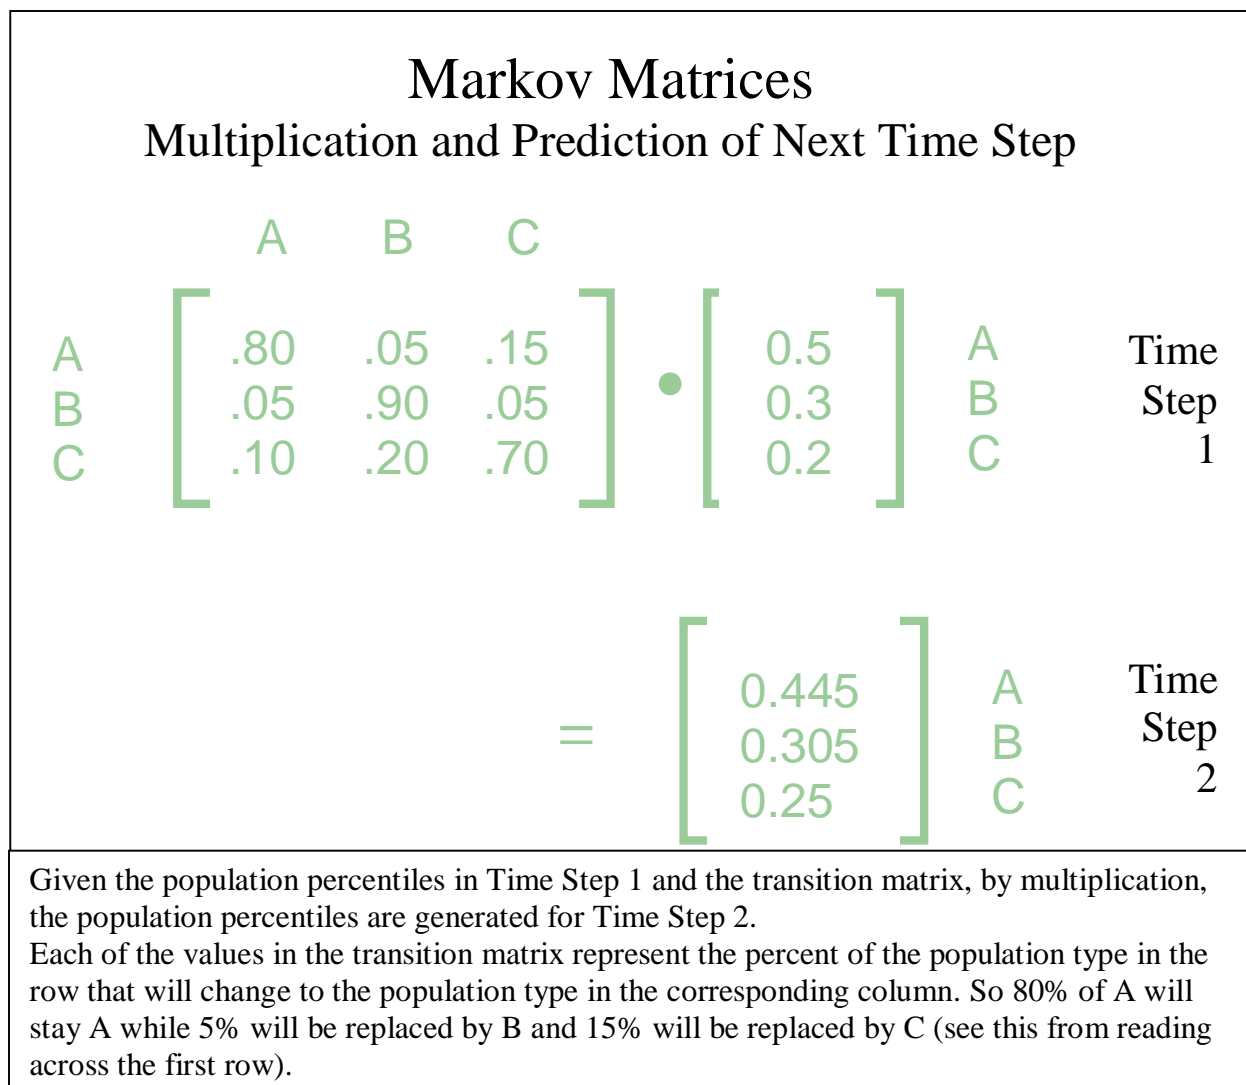 Markov Matrices
Multiplication and Prediction of Next Time Step
A B C
A .80 .05 .15 0.5 A Time
B .05 .90 .05 • 0.3 B Step
C .10 .20 .70 0.2 C 1
0.445 A Time
= 0.305 B Step
0.25 C 2
Given the population percentiles in Time Step 1 and the transition matrix, by multiplication,
the population percentiles are generated for Time Step 2.
Each of the values in the transition matrix represent the percent of the population type in the
row that will change to the population type in the corresponding column. So 80% of A will
stay A while 5% will be replaced by B and 15% will be replaced by C (see this from reading
across the first row).